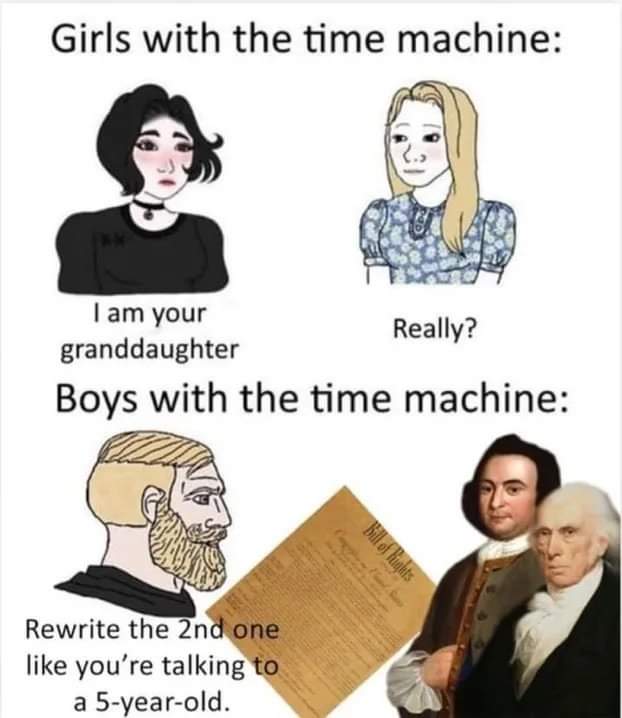 Girls with the time machine:
I am your
granddaughter
Really?
Boys with the time machine:
Bill of Rights
Rewrite the 2nd one
like you’re talking to
a 5-year-old.